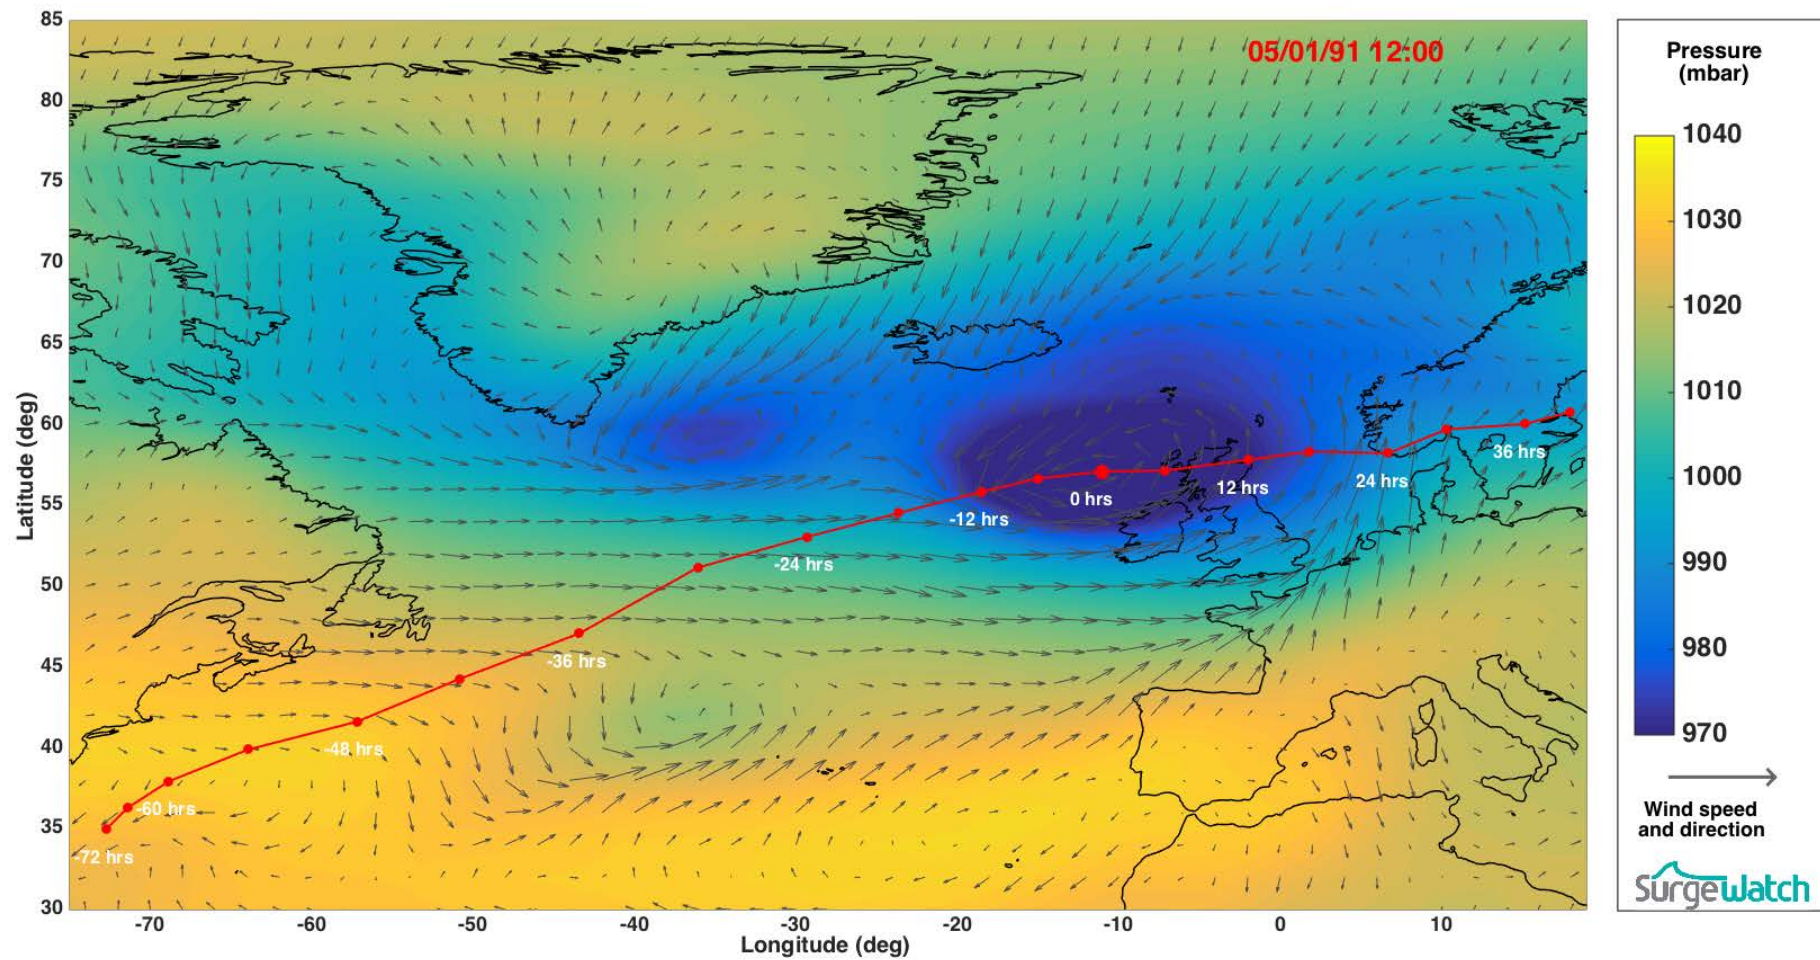 05/01/91 12:00
85
80
75
70
65
60
55
50
45
40
35
30
Latitude (deg)
-72 hrs
-60 hrs
-48 hrs
-36 hrs
-24 hrs
-12 hrs
0 hrs
12 hrs
24 hrs
36 hrs
-70
-60
-50
-40
-30
-20
-10
0
10
Longitude (deg)
Pressure
(mbar)
1040
1030
1020
1010
1000
990
980
970
Wind speed
and direction
Surgewatch